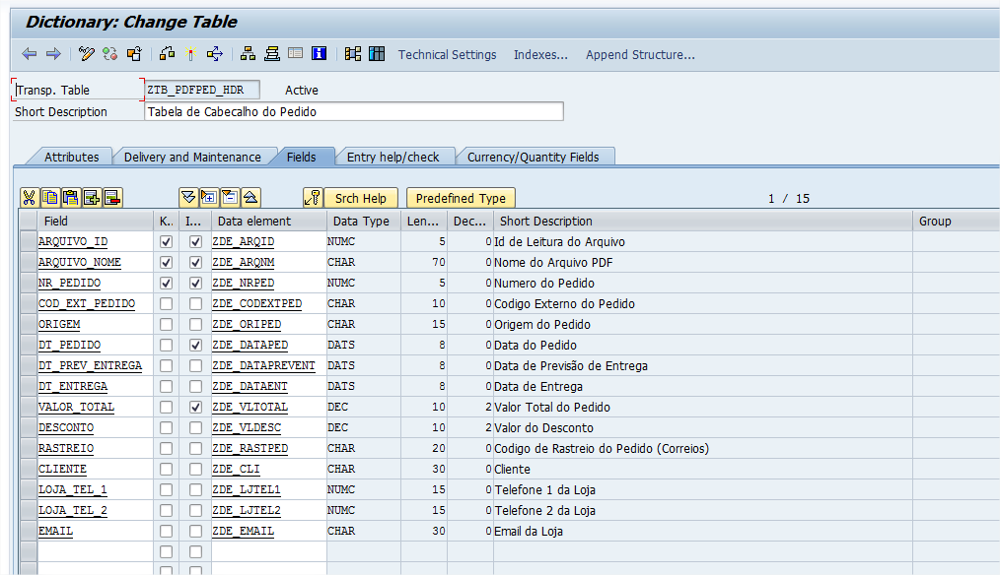 Dictionary: Change Table
Technical Settings Indexes... Append Structure...
Transp. Table ZTB_PDFPED_HDR Active
Short Description Tabela de Cabecalho do Pedido
Attributes Delivery and Maintenance Fields Entry help/check Currency/Quantity Fields
Srch Help Predefined Type 1 / 15
Field K.. I... Data element Data Type Len... Dec... Short Description Group
ARQUIVO_ID ZDE_ARQID NUMC 5 0 Id de Leitura do Arquivo
ARQUIVO_NOME ZDE_ARQNM CHAR 70 0 Nome do Arquivo PDF
NR_PEDIDO ZDE_NRPED NUMC 5 0 Numero do Pedido
COD_EXT_PEDIDO ZDE_CODEXTPED CHAR 10 0 Codigo Externo do Pedido
ORIGEM ZDE_ORIPED CHAR 15 0 Origem do Pedido
DT_PEDIDO ZDE_DATAPED DATS 8 0 Data do Pedido
DT_PREV_ENTREGA ZDE_DATAPREVENT DATS 8 0 Data de Previsão de Entrega
DT_ENTREGA ZDE_DATAENT DATS 8 0 Data de Entrega
VALOR_TOTAL ZDE_VLTOTAL DEC 10 2 Valor Total do Pedido
DESCONTO ZDE_VLDESC DEC 10 2 Valor do Desconto
RASTREIO ZDE_RASTPED CHAR 20 0 Codigo de Rastreio do Pedido (Correios)
CLIENTE ZDE_CLI CHAR 30 0 Cliente
LOJA_TEL_1 ZDE_LJTEL1 NUMC 15 0 Telefone 1 da Loja
LOJA_TEL_2 ZDE_LJTEL2 NUMC 15 0 Telefone 2 da Loja
EMAIL ZDE_EMAIL CHAR 30 0 Email da Loja